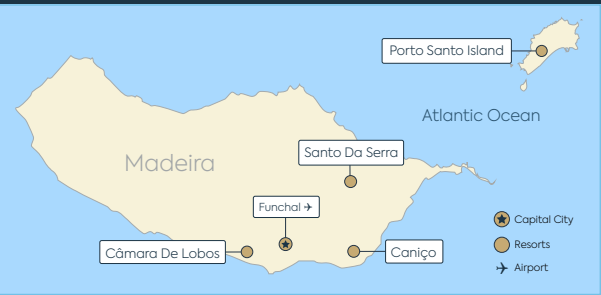 Porto Santo Island
Atlantic Ocean
Santo Da Serra
Madeira
Funchal ✈
Câmara De Lobos
Caniço
Capital City
Resorts
Airport